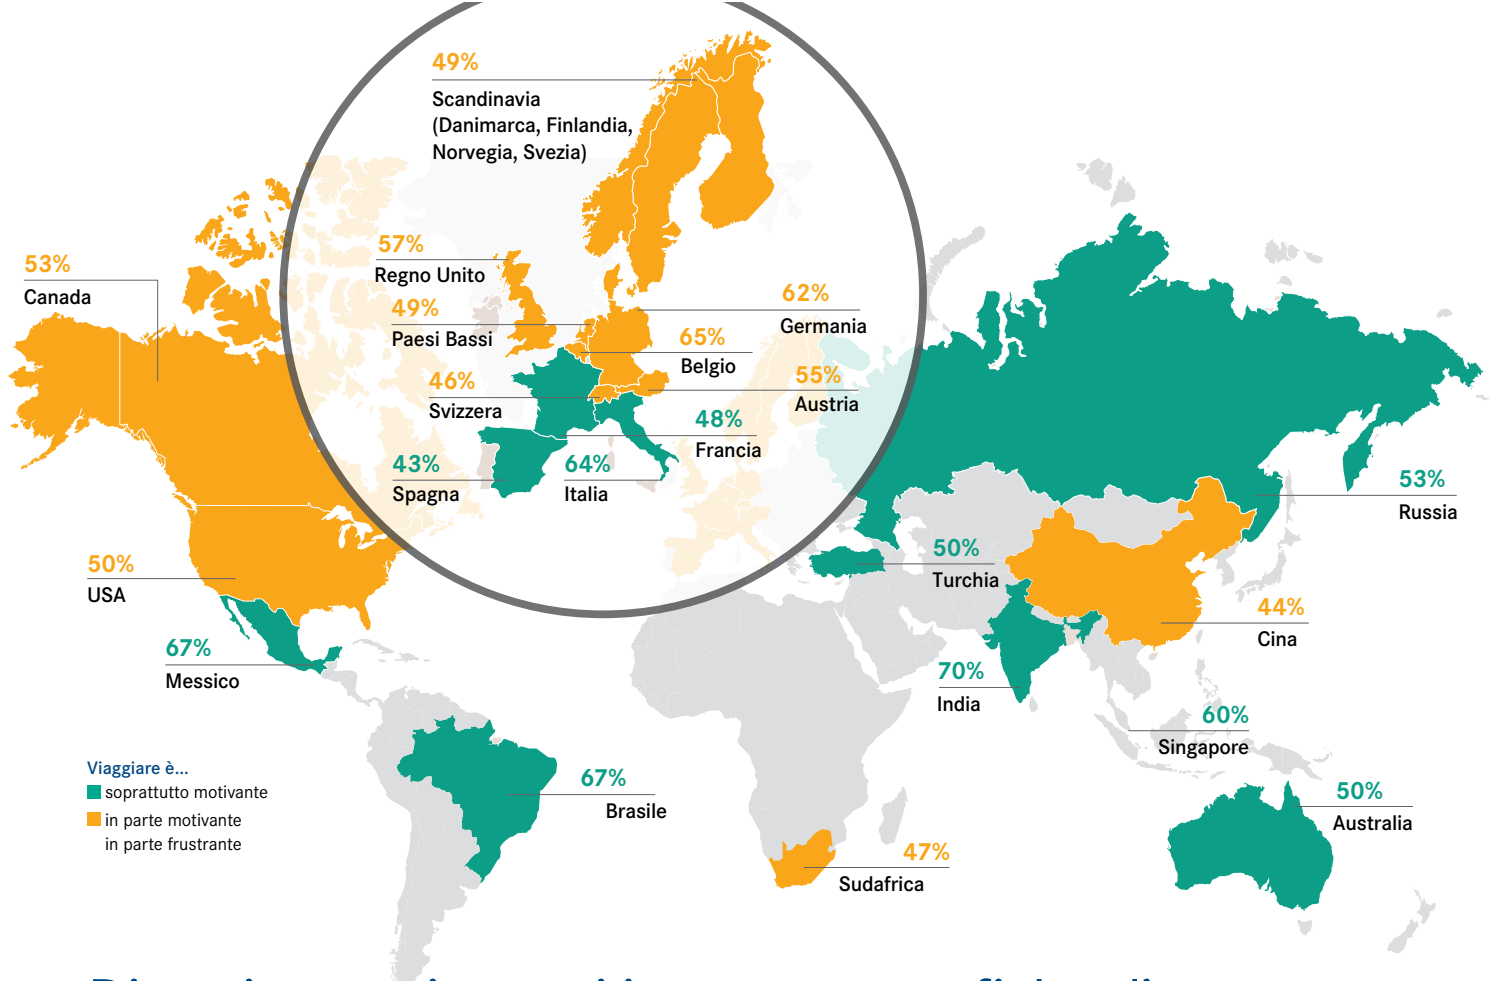 49%
Scandinavia
(Danimarca, Finlandia,
Norvegia, Svezia)
57%
Regno Unito
53%
Canada
49%
Paesi Bassi
62%
Germania
65%
Belgio
46%
Svizzera
55%
Austria
48%
Francia
43%
Spagna
64%
Italia
53%
Russia
50%
USA
50%
Turchia
44%
Cina
67%
Messico
70%
India
60%
Singapore
Viaggiare è...
soprattutto motivante
in parte motivante
in parte frustrante
67%
Brasile
50%
Australia
47%
Sudafrica